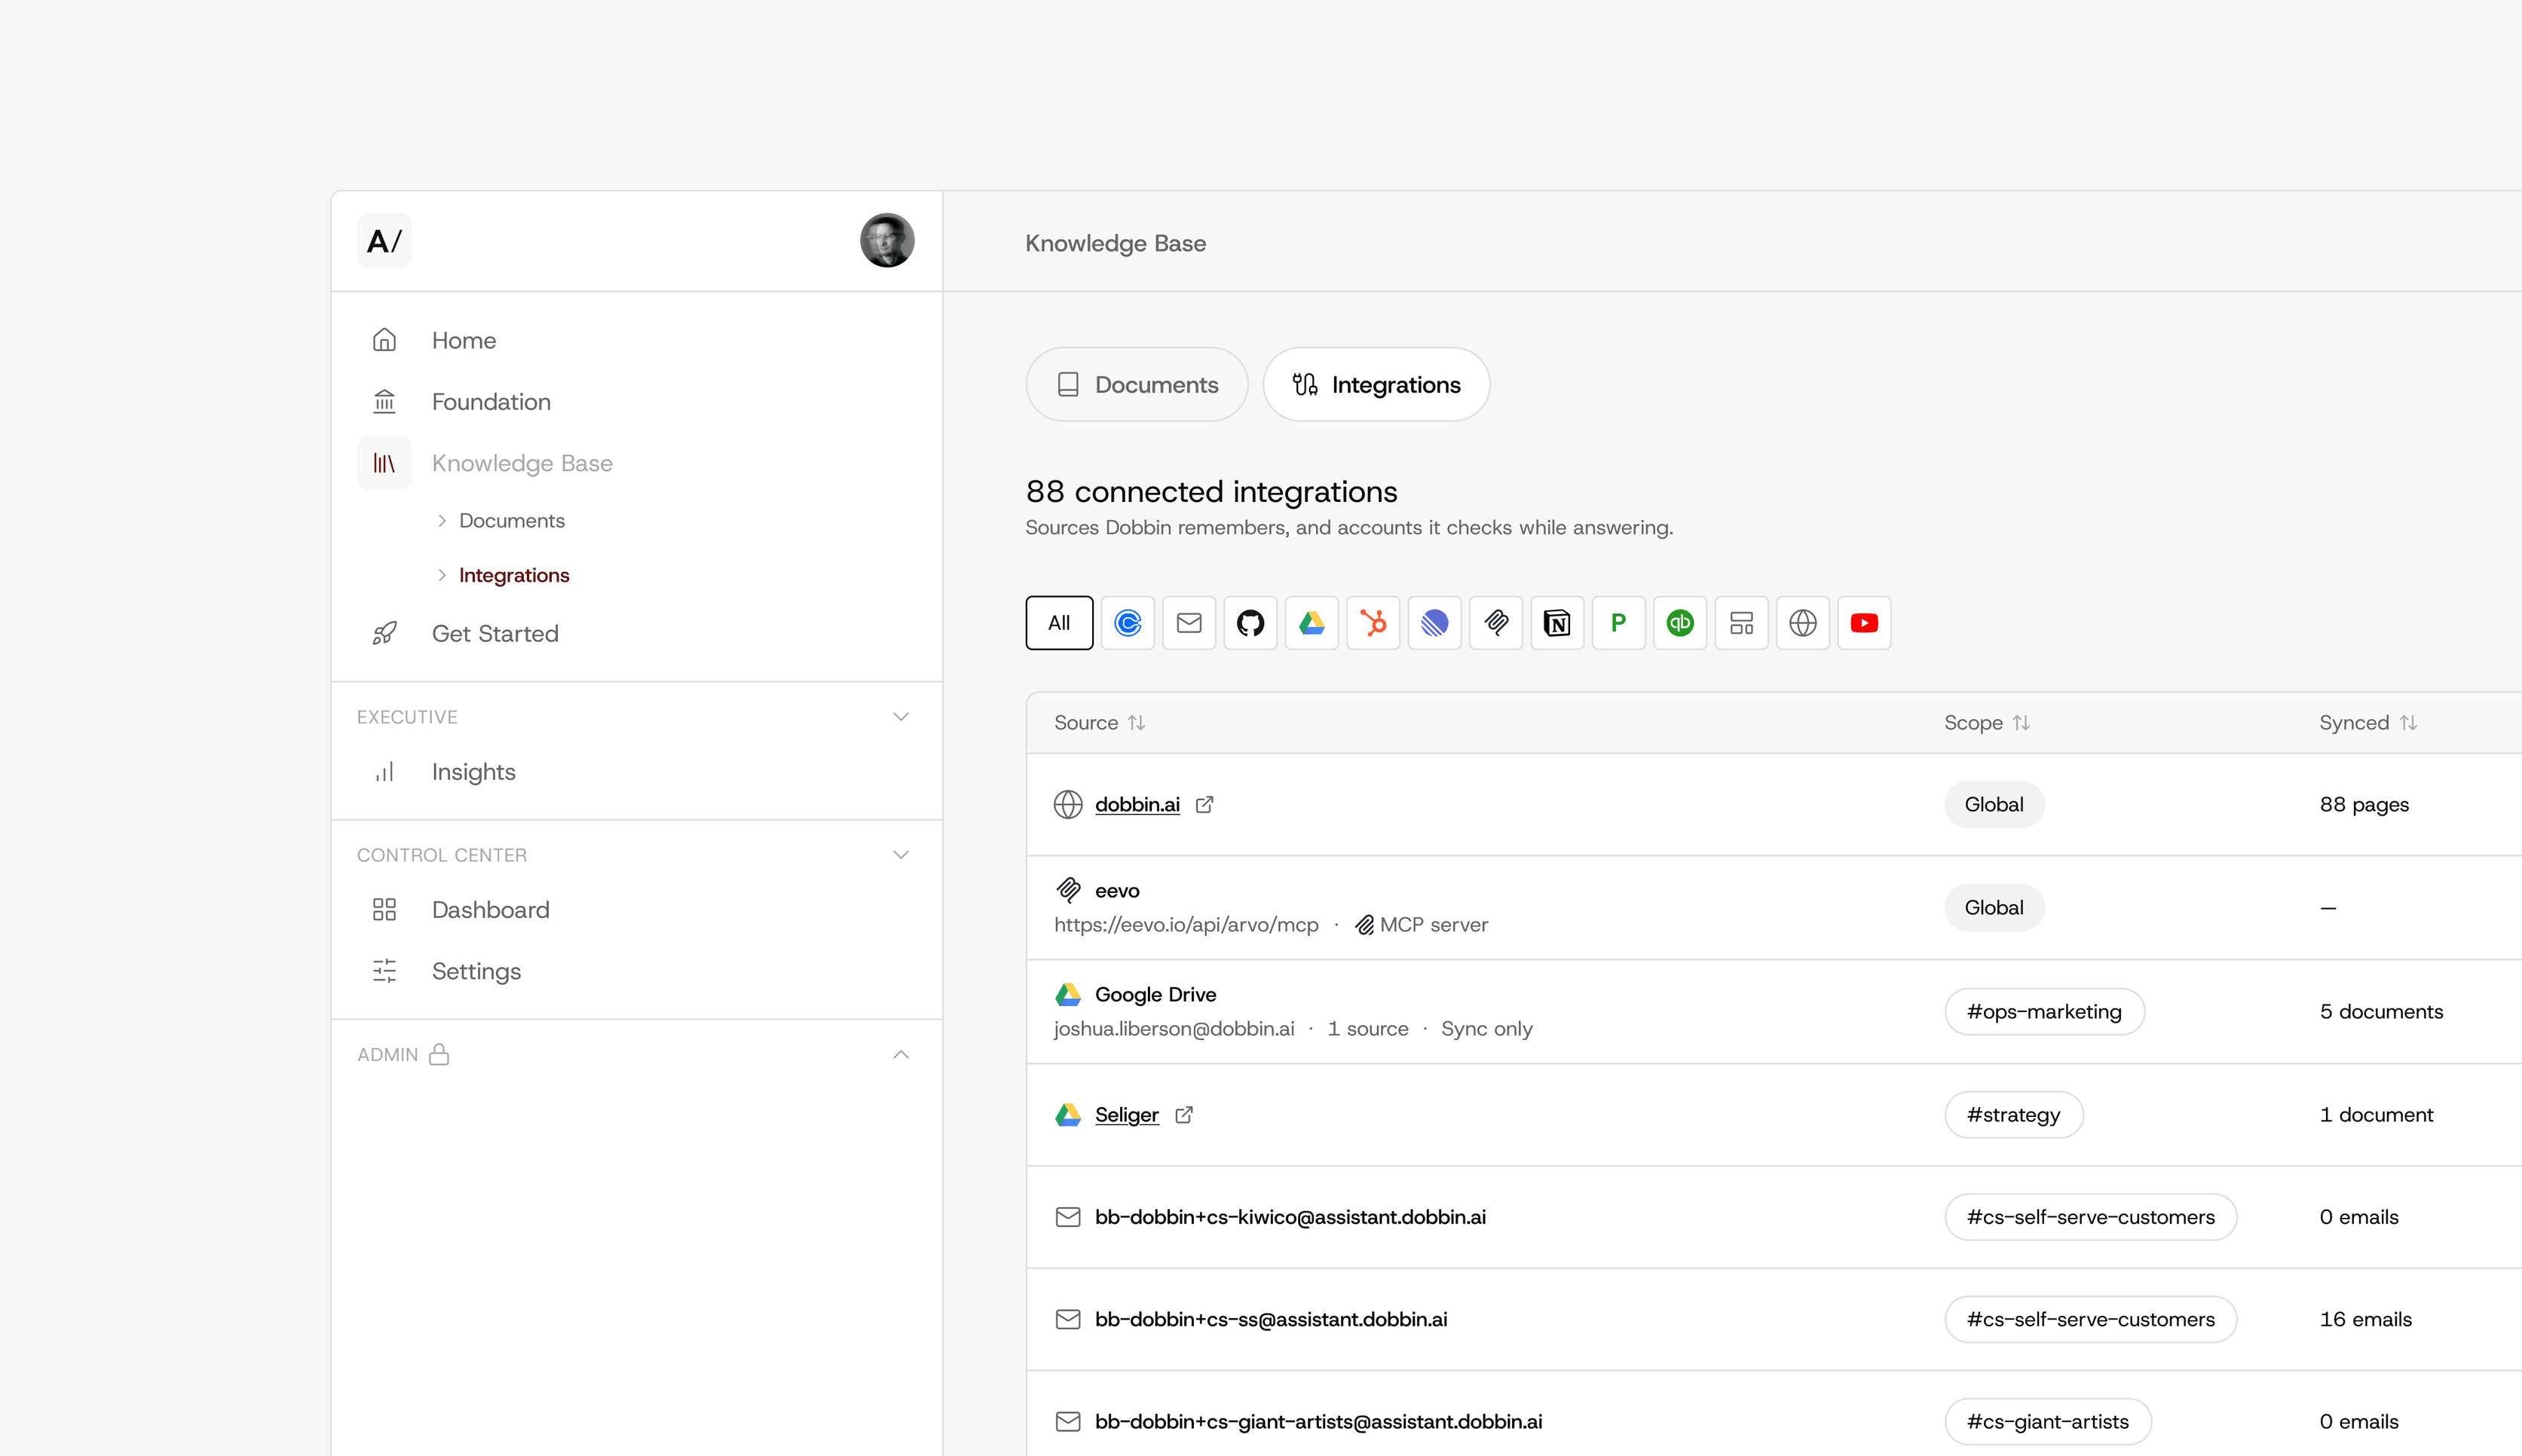 A/
Home
Foundation
Knowledge Base
Documents
Integrations
Get Started
EXECUTIVE
Insights
CONTROL CENTER
Dashboard
Settings
ADMIN
Knowledge Base
Documents
Integrations
88 connected integrations
Sources Dobbin remembers, and accounts it checks while answering.
All
N
P
qb
Source
Scope
Synced
dobbin.ai
Global
88 pages
eevo
https://eevo.io/api/arvo/mcp · MCP server
Global
—
Google Drive
joshua.liberson@dobbin.ai · 1 source · Sync only
#ops-marketing
5 documents
Seliger
#strategy
1 document
bb-dobbin+cs-kiwico@assistant.dobbin.ai
#cs-self-serve-customers
0 emails
bb-dobbin+cs-ss@assistant.dobbin.ai
#cs-self-serve-customers
16 emails
bb-dobbin+cs-giant-artists@assistant.dobbin.ai
#cs-giant-artists
0 emails